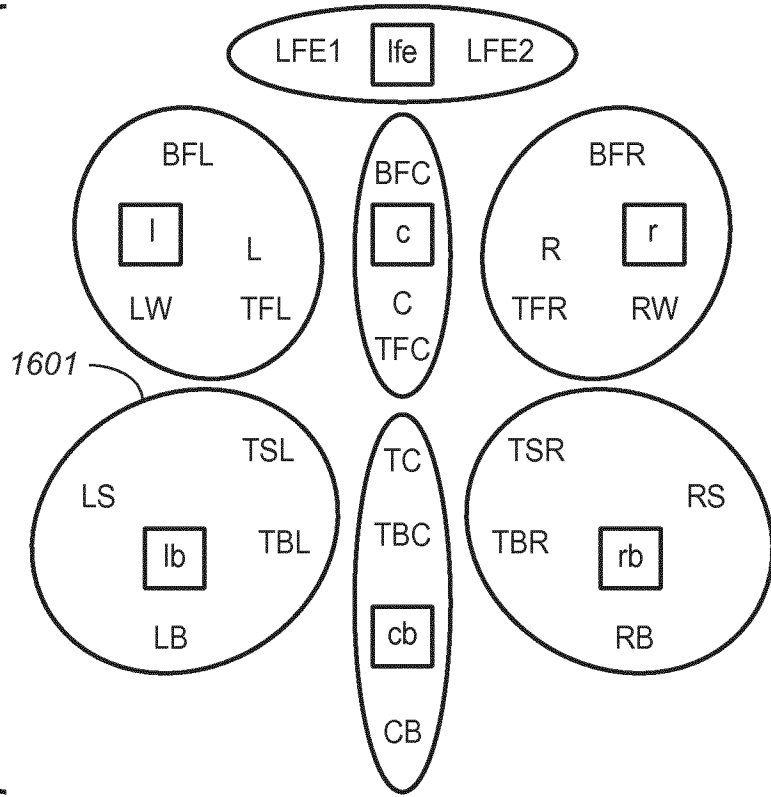 LFE1 lfe LFE2
BFL
l
L
LW TFL
BFC
c
C
TFC
BFR
R r
TFR RW
1601
TSL
LS
TBL
lb
LB
TC
TBC
cb
CB
TSR
RS
TBR rb
RB